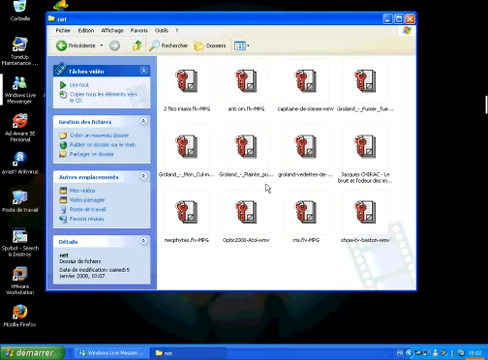 Corbeille
TuneUp
Maintenance ...
Windows Live
Messenger
Ad-Aware SE
Personal
avast! Antivirus
Poste de travail
Spybot - Search
& Destroy
VMware
Workstation
Mozilla Firefox
net
Fichier Edition Affichage Favoris Outils ?
Précédente
Rechercher
Dossiers
Tâches vidéo
Lire tout
Copier tous les éléments vers
le CD
Gestion des fichiers
Créer un nouveau dossier
Publier ce dossier sur le Web
Partager ce dossier
Autres emplacements
Mes vidéos
Vidéo partagée
Poste de travail
Favoris réseau
Détails
net
Dossier de fichiers
Date de modification: samedi 5
janvier 2008, 10:07
2 flics miami.flv-MPG
anti om.flv-MPG
capitaine-de-soiree-wmv
Groland_-_Fumer_Tue...
Groland_-_Mon_Cul-m...
Groland_-_Plainte_po...
groland-vedettes-de-...
Jacques CHIRAC - Le
bruit et l'odeur des im...
neophytec.flv-MPG
Optic2000-Atol-wmv
ms.flv-MPG
show-tv-baston-wmv
démarrer
Windows Live Messen...
net
FR